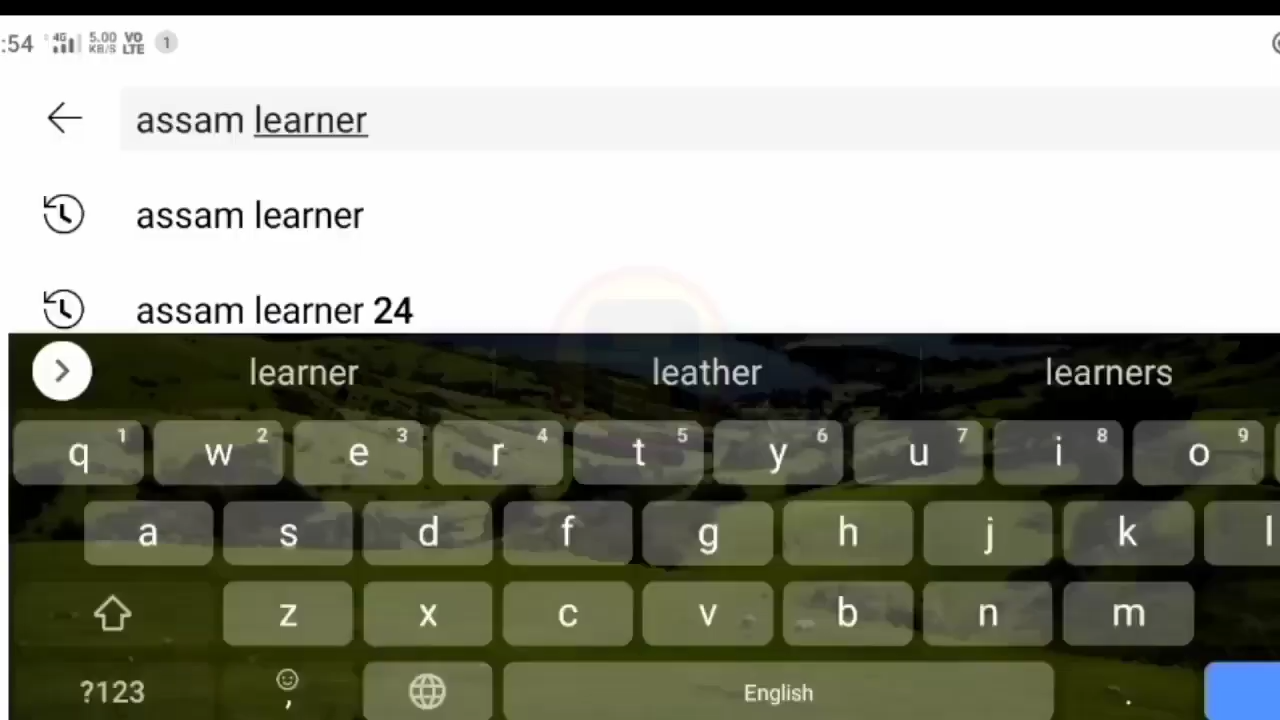 :54 4G 5.00 KB/S VO LTE 1
assam learner
assam learner
assam learner 24
learner leather learners
q 1 w 2 e 3 r 4 t 5 y 6 u 7 i 8 o 9
a s d f g h j k l
z x c v b n m
?123 , English .